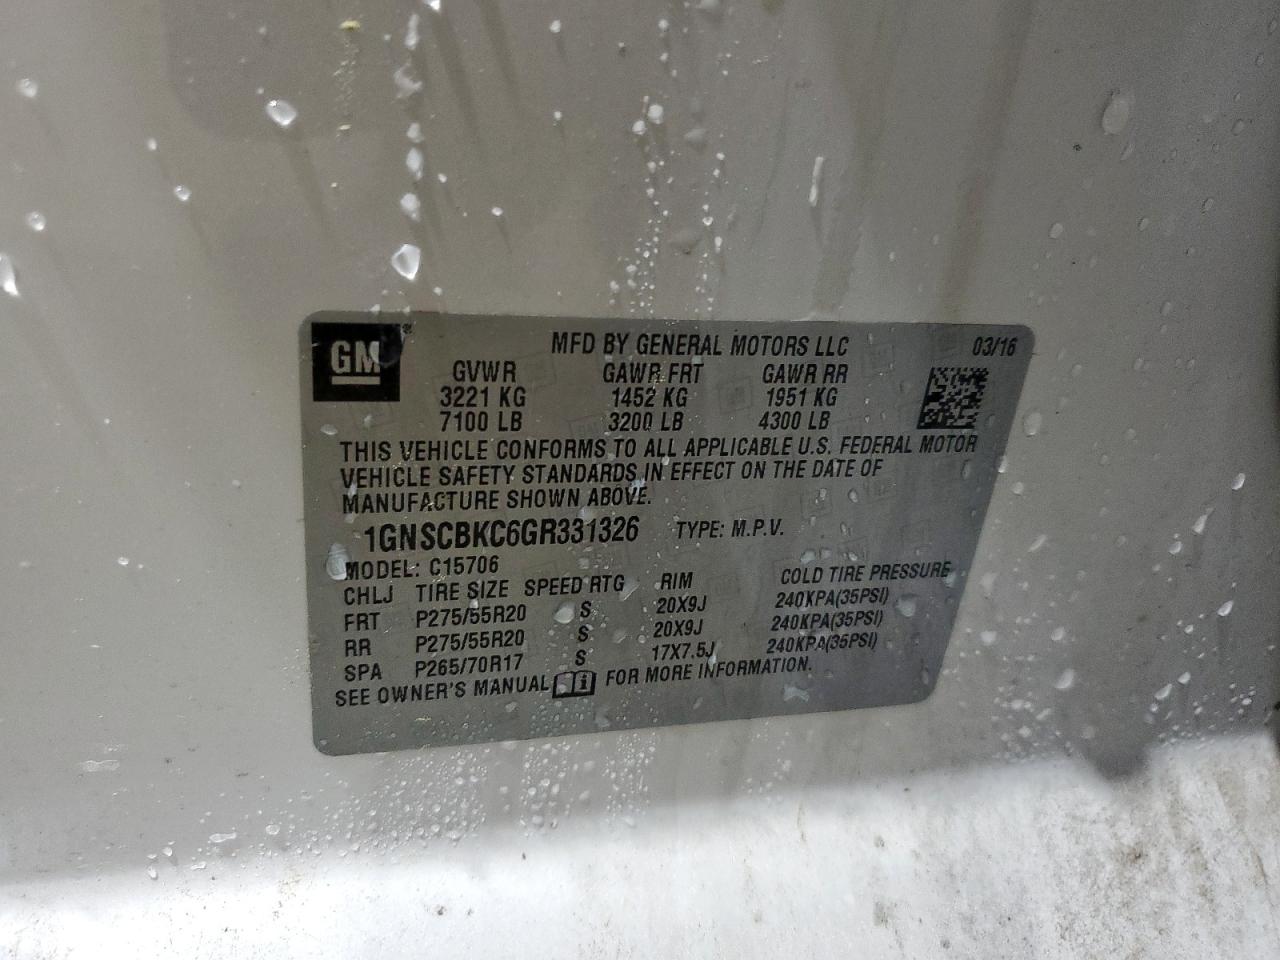 GM®
MFD BY GENERAL MOTORS LLC 03/16
GVWR GAWR FRT GAWR RR
3221 KG 1452 KG 1951 KG
7100 LB 3200 LB 4300 LB
THIS VEHICLE CONFORMS TO ALL APPLICABLE U.S. FEDERAL MOTOR
VEHICLE SAFETY STANDARDS IN EFFECT ON THE DATE OF
MANUFACTURE SHOWN ABOVE.
1GNSCBKC6GR331326 TYPE: M.P.V.
MODEL: C15706
CHLJ TIRE SIZE SPEED RTG RIM COLD TIRE PRESSURE
FRT P275/55R20 S 20X9J 240KPA(35PSI)
RR P275/55R20 S 20X9J 240KPA(35PSI)
SPA P265/70R17 S 17X7.5J 240KPA(35PSI)
SEE OWNER'S MANUAL FOR MORE INFORMATION.